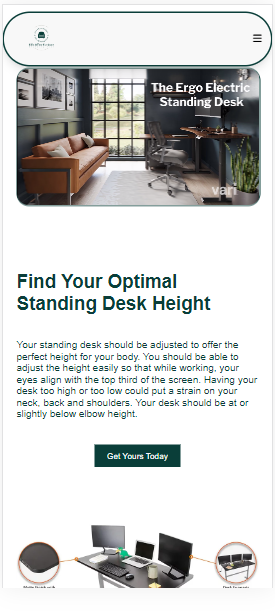 The Ergo Electric
Standing Desk
vari
Find Your Optimal
Standing Desk Height
Your standing desk should be adjusted to offer the
perfect height for your body. You should be able to
adjust the height easily so that while working, your
eyes align with the top third of the screen. Having your
desk too high or too low could put a strain on your
neck, back and shoulders. Your desk should be at or
slightly below elbow height.
Get Yours Today